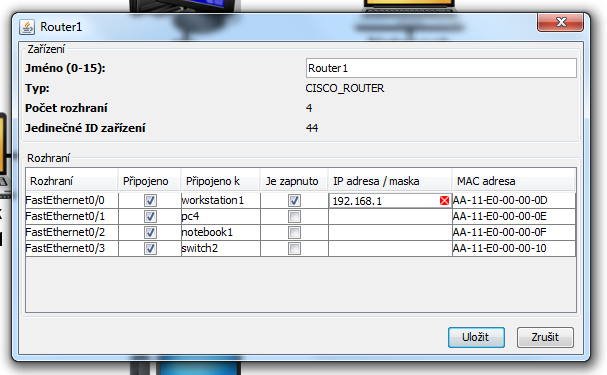 Router1
Zařízení
Jméno (0-15): Router1
Typ: CISCO_ROUTER
Počet rozhraní 4
Jedinečné ID zařízení 44
Rozhraní
Rozhraní Připojeno Připojeno k Je zapnuto IP adresa / maska MAC adresa
FastEthernet0/0 workstation1 192.168.1 AA-11-E0-00-00-0D
FastEthernet0/1 pc4 AA-11-E0-00-00-0E
FastEthernet0/2 notebook1 AA-11-E0-00-00-0F
FastEthernet0/3 switch2 AA-11-E0-00-00-10
Uložit Zrušit